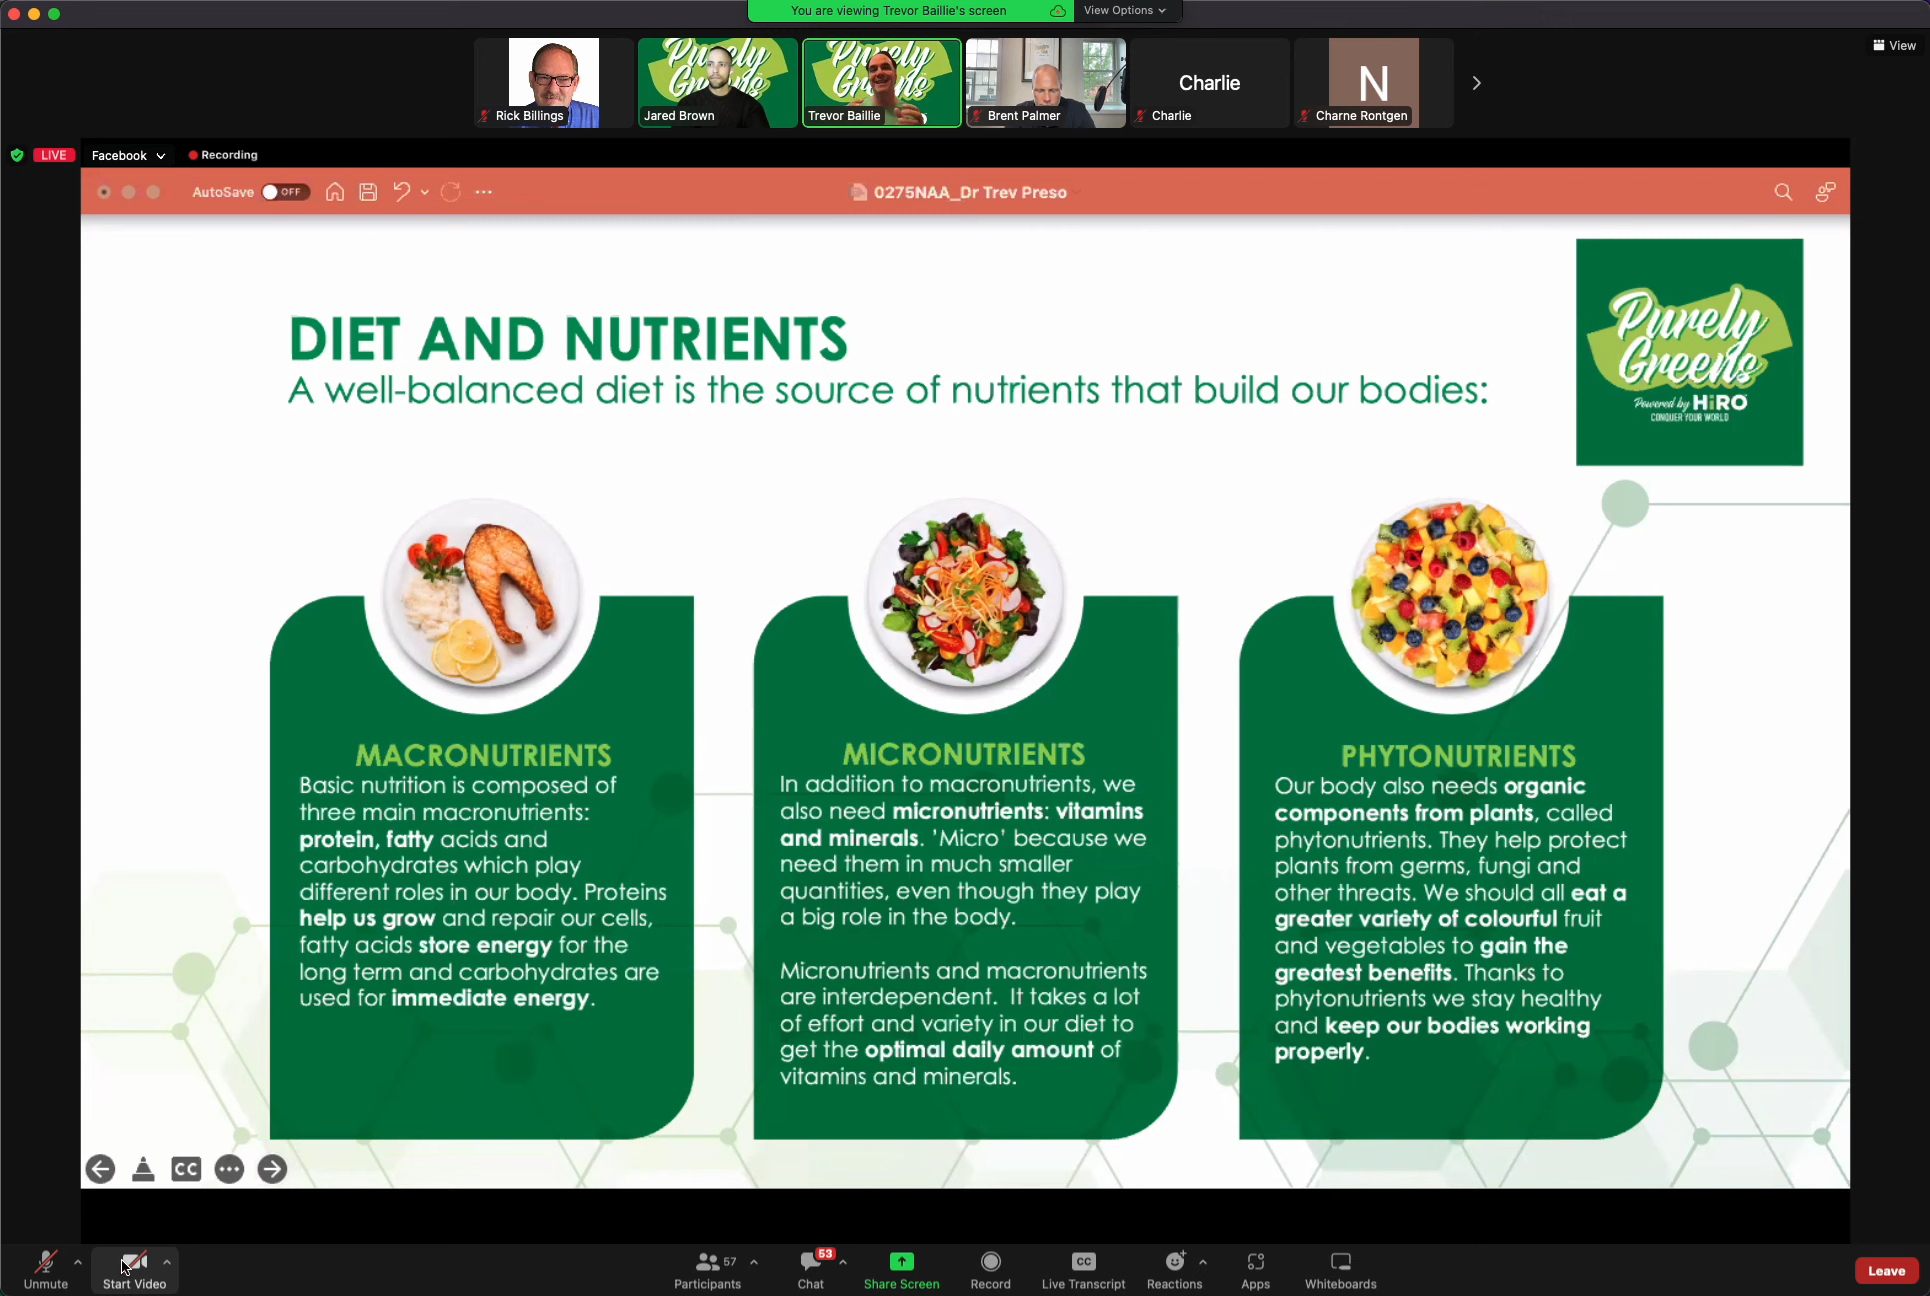 You are viewing Trevor Baillie's screen
View Options
View
Purely Greens
Purely Greens
Charlie
N
Rick Billings
Jared Brown
Trevor Baillie
Brent Palmer
Charlie
Charne Rontgen
LIVE
Facebook
Recording
AutoSave
OFF
0275NAA_Dr Trev Preso
DIET AND NUTRIENTS
A well-balanced diet is the source of nutrients that build our bodies:
Purely
Greens
Powered by HiRO
CONQUER YOUR WORLD
MACRONUTRIENTS
Basic nutrition is composed of
three main macronutrients:
protein, fatty acids and
carbohydrates which play
different roles in our body. Proteins
help us grow and repair our cells,
fatty acids store energy for the
long term and carbohydrates are
used for immediate energy.
MICRONUTRIENTS
In addition to macronutrients, we
also need micronutrients: vitamins
and minerals. 'Micro' because we
need them in much smaller
quantities, even though they play
a big role in the body.
Micronutrients and macronutrients
are interdependent. It takes a lot
of effort and variety in our diet to
get the optimal daily amount of
vitamins and minerals.
PHYTONUTRIENTS
Our body also needs organic
components from plants, called
phytonutrients. They help protect
plants from germs, fungi and
other threats. We should all eat a
greater variety of colourful fruit
and vegetables to gain the
greatest benefits. Thanks to
phytonutrients we stay healthy
and keep our bodies working
properly.
CC
Unmute
Start Video
57
Participants
53
Chat
Share Screen
Record
CC
Live Transcript
Reactions
Apps
Whiteboards
Leave